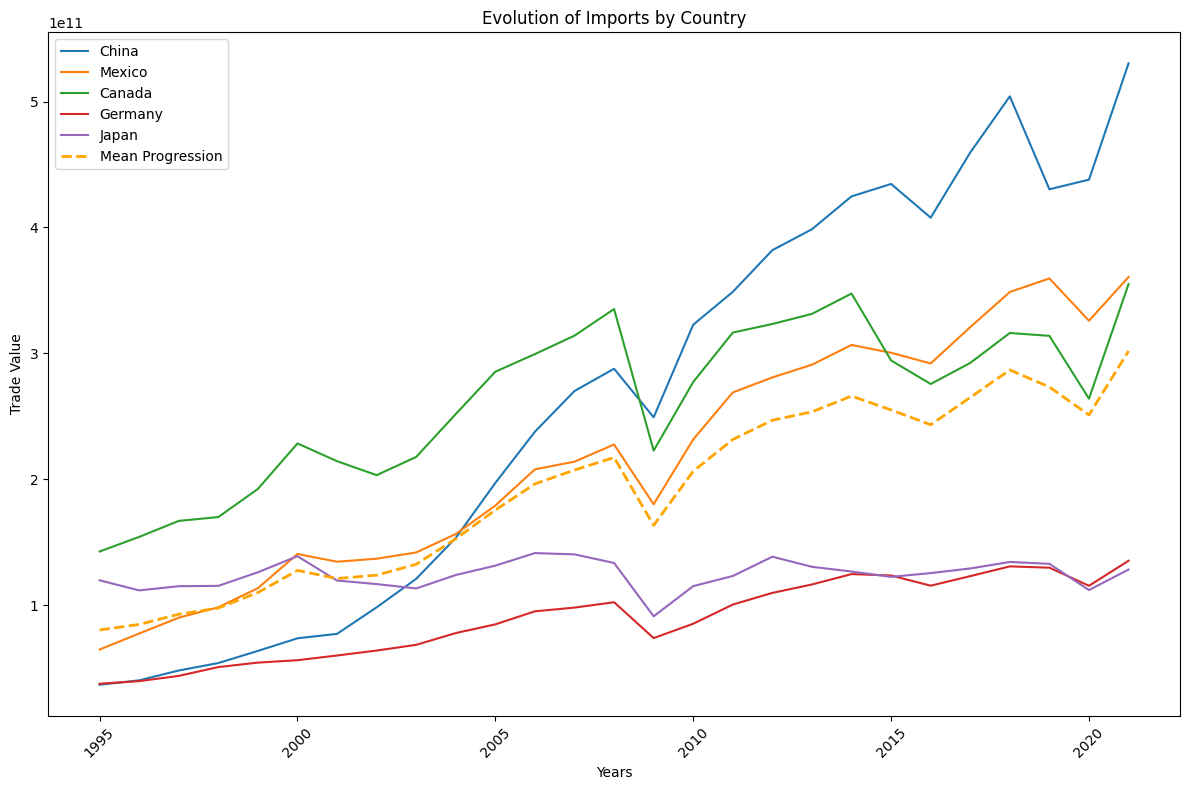 Evolution of Imports by Country
1e11
China
Mexico
Canada
Germany
Japan
Mean Progression
5
4
3
2
1
Trade Value
1995
2000
2005
2010
2015
2020
Years